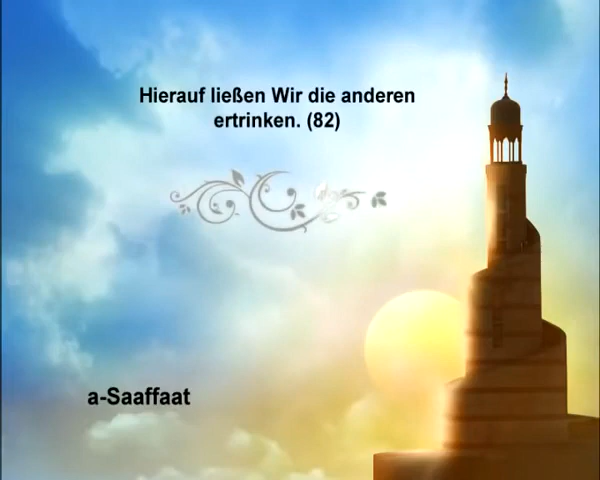 Hierauf ließen Wir die anderen
ertrinken. (82)
a-Saaffaat